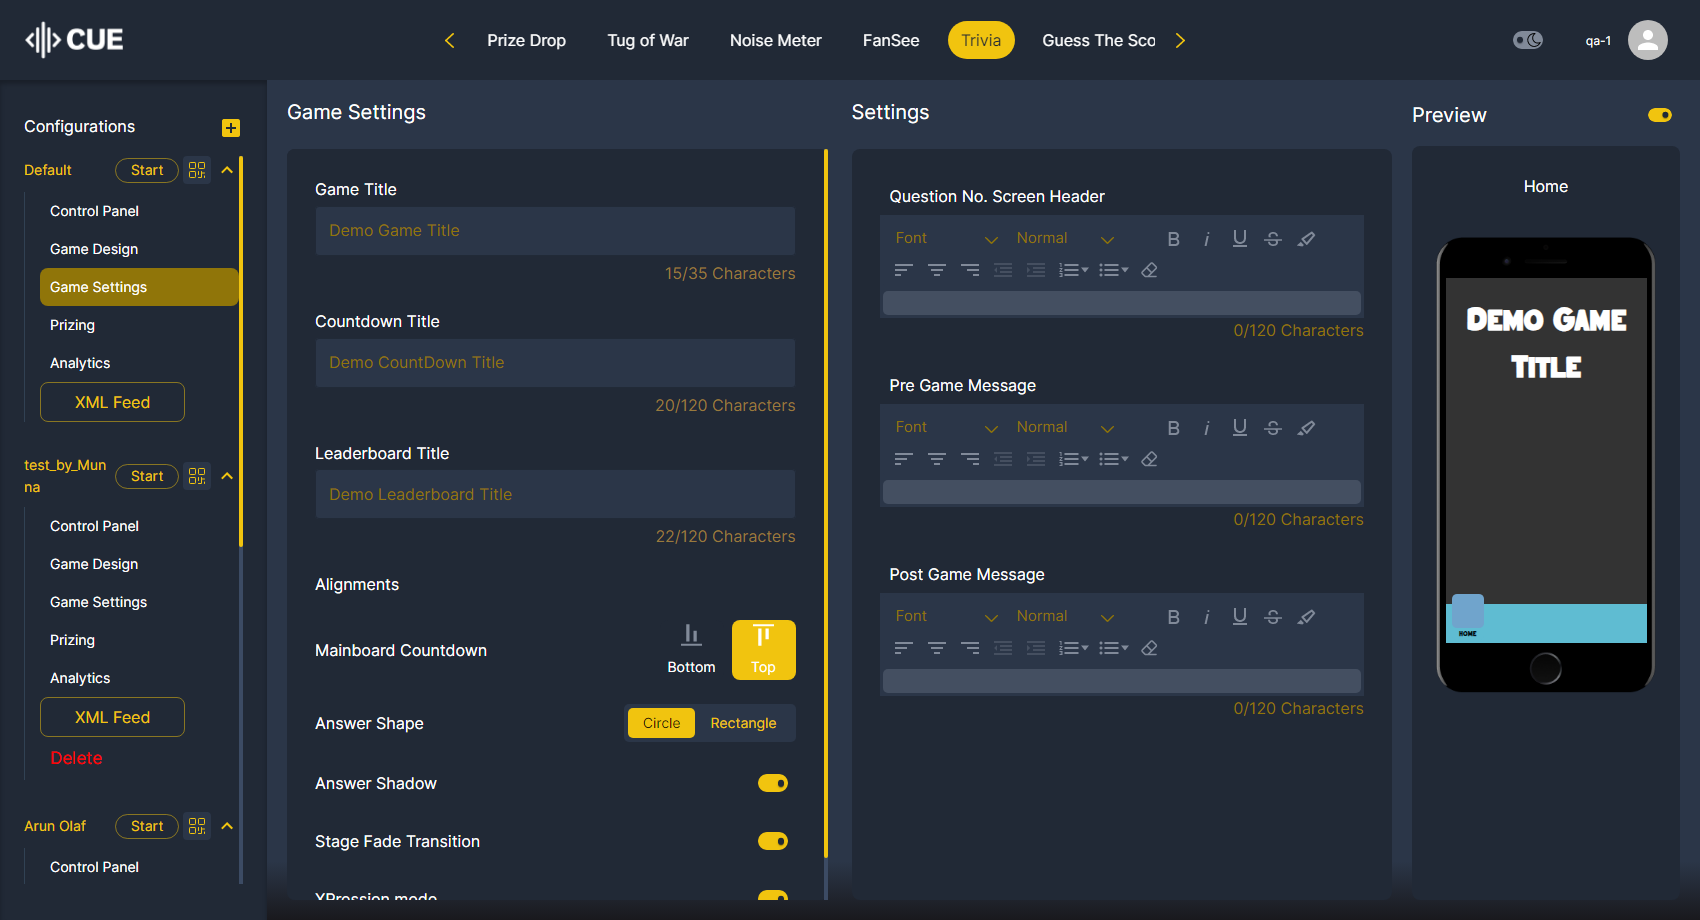 CUE
Prize Drop
Tug of War
Noise Meter
FanSee
Trivia
Guess The Sco
qa-1
Configurations
Default
Start
Control Panel
Game Design
Game Settings
Prizing
Analytics
XML Feed
test_by_Mun
na
Start
Control Panel
Game Design
Game Settings
Prizing
Analytics
XML Feed
Delete
Arun Olaf
Start
Control Panel
Game Settings
Game Title
Demo Game Title
15/35 Characters
Countdown Title
Demo CountDown Title
20/120 Characters
Leaderboard Title
Demo Leaderboard Title
22/120 Characters
Alignments
Mainboard Countdown
Bottom
Top
Answer Shape
Circle
Rectangle
Answer Shadow
Stage Fade Transition
XPression mode
Settings
Question No. Screen Header
Font
Normal
B i U S
0/120 Characters
Pre Game Message
Font
Normal
B i U S
0/120 Characters
Post Game Message
Font
Normal
B i U S
0/120 Characters
Preview
Home
Demo Game
Title
HOME